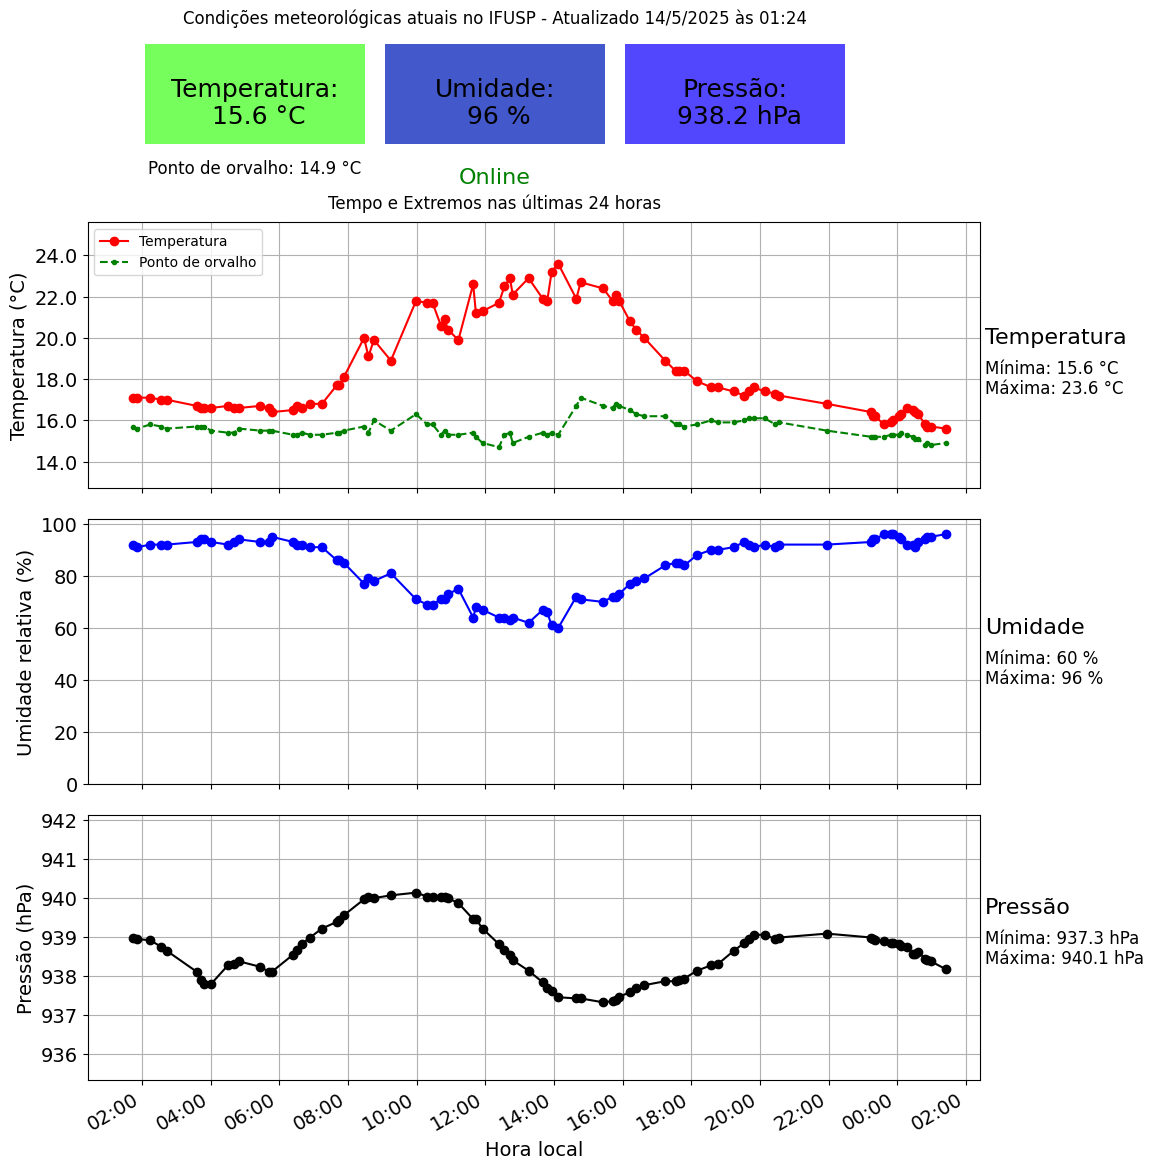 Condições meteorológicas atuais no IFUSP - Atualizado 14/5/2025 às 01:24
Temperatura:
15.6 °C
Umidade:
96 %
Pressão:
938.2 hPa
Ponto de orvalho: 14.9 °C
Online
Tempo e Extremos nas últimas 24 horas
Temperatura
Ponto de orvalho
Temperatura (°C)
24.0
22.0
20.0
18.0
16.0
14.0
Temperatura
Mínima: 15.6 °C
Máxima: 23.6 °C
Umidade relativa (%)
100
80
60
40
20
0
Umidade
Mínima: 60 %
Máxima: 96 %
Pressão (hPa)
942
941
940
939
938
937
936
Pressão
Mínima: 937.3 hPa
Máxima: 940.1 hPa
02:00 04:00 06:00 08:00 10:00 12:00 14:00 16:00 18:00 20:00 22:00 00:00 02:00
Hora local